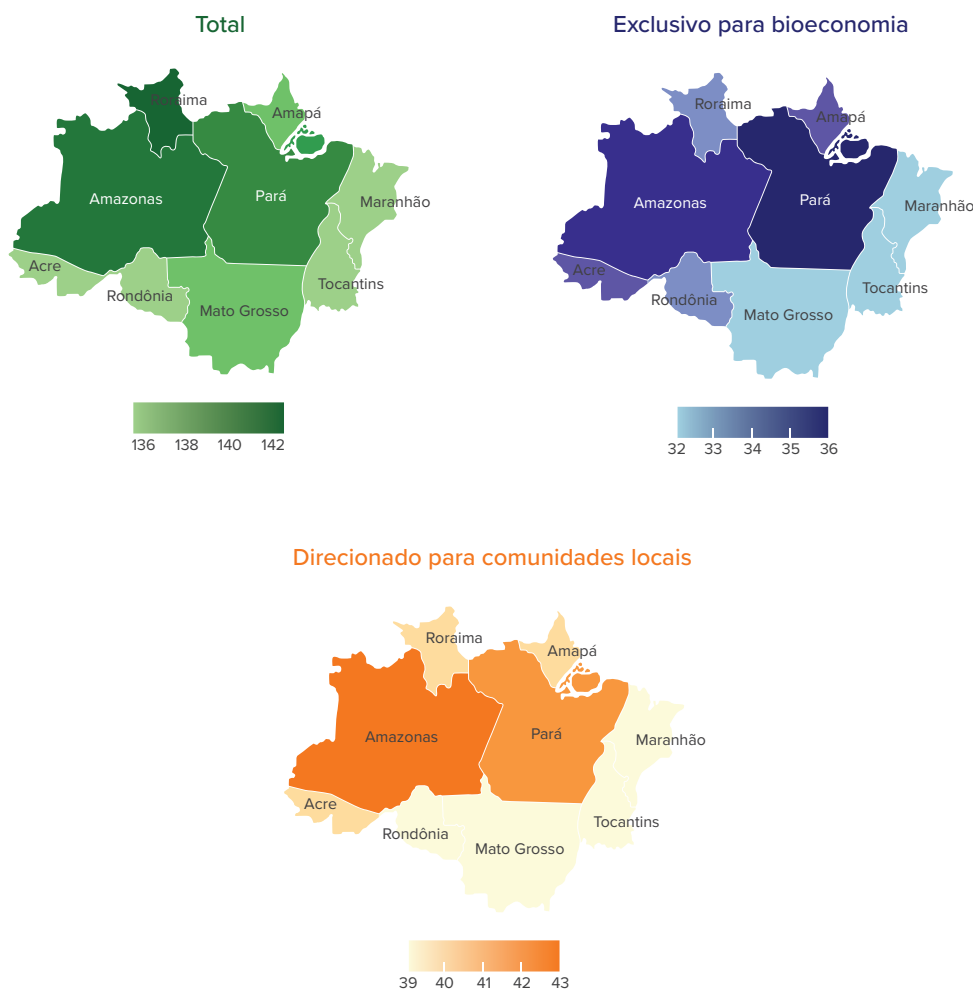 Total
Roraima
Amapá
Amazonas
Pará
Maranhão
Acre
Rondônia
Tocantins
Mato Grosso
136 138 140 142
Exclusivo para bioeconomia
Roraima
Amapá
Amazonas
Pará
Maranhão
Acre
Rondônia
Tocantins
Mato Grosso
32 33 34 35 36
Direcionado para comunidades locais
Roraima
Amapá
Amazonas
Pará
Maranhão
Acre
Rondônia
Tocantins
Mato Grosso
39 40 41 42 43